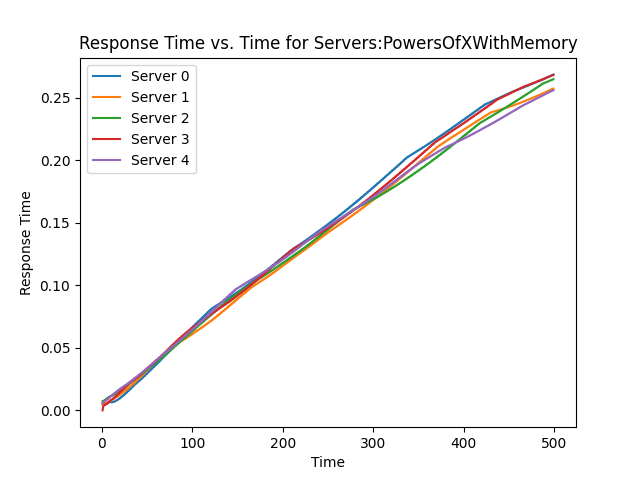 Response Time vs. Time for Servers:PowersOfXWithMemory
Server 0
Server 1
Server 2
Server 3
Server 4
Response Time
0.25
0.20
0.15
0.10
0.05
0.00
0 100 200 300 400 500
Time